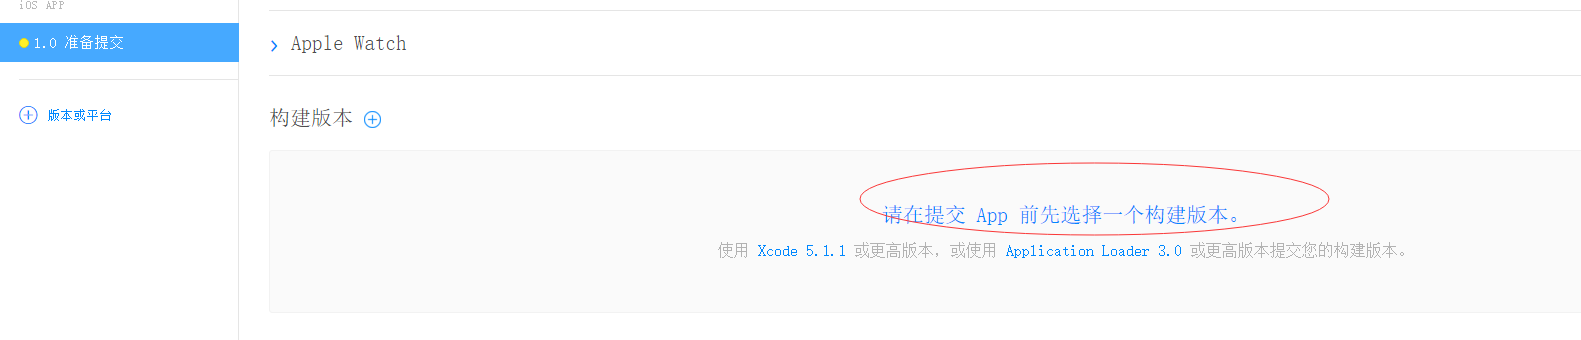 iOS APP
1.0 准备提交
版本或平台
Apple Watch
构建版本
请在提交 App 前先选择一个构建版本。
使用 Xcode 5.1.1 或更高版本，或使用 Application Loader 3.0 或更高版本提交您的构建版本。